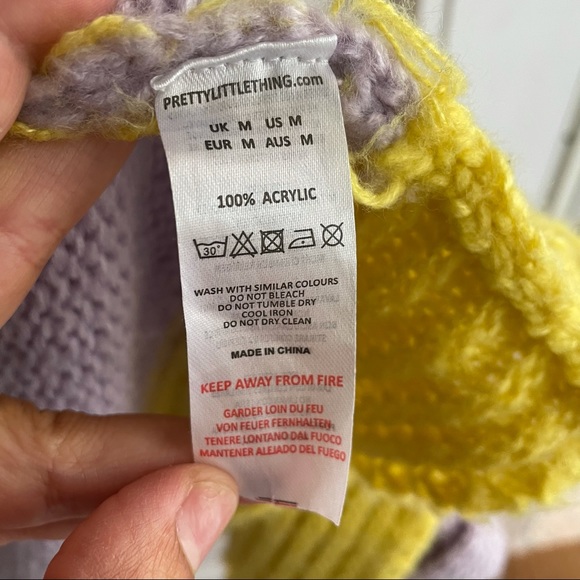 PRETTYLITTLETHING.com
UK M US M
EUR M AUS M
100% ACRYLIC
30°
WASH WITH SIMILAR COLOURS
DO NOT BLEACH
DO NOT TUMBLE DRY
COOL IRON
DO NOT DRY CLEAN
MADE IN CHINA
KEEP AWAY FROM FIRE
GARDER LOIN DU FEU
VON FEUER FERNHALTEN
TENERE LONTANO DAL FUOCO
MANTENER ALEJADO DEL FUEGO